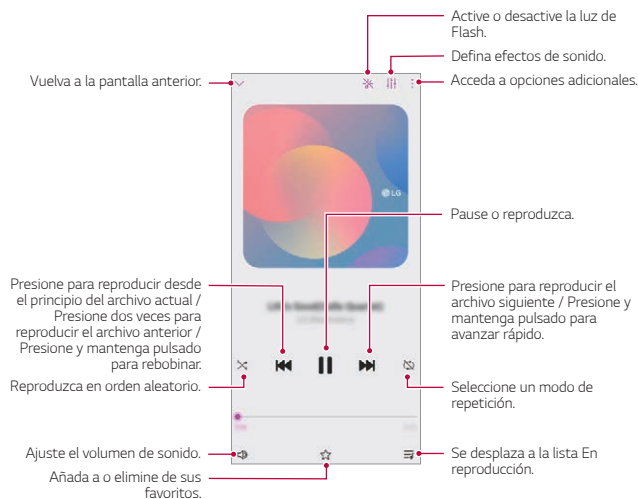 Active o desactive la luz de
Flash.
Defina efectos de sonido.
Vuelva a la pantalla anterior.
Acceda a opciones adicionales.
LG
Pause o reproduzca.
Presione para reproducir desde
el principio del archivo actual /
Presione dos veces para
reproducir el archivo anterior /
Presione y mantenga pulsado
para rebobinar.
Presione para reproducir el
archivo siguiente / Presione y
mantenga pulsado para
avanzar rápido.
Reproduzca en orden aleatorio.
Seleccione un modo de
repetición.
Ajuste el volumen de sonido.
Se desplaza a la lista En
reproducción.
Añada a o elimine de sus
favoritos.